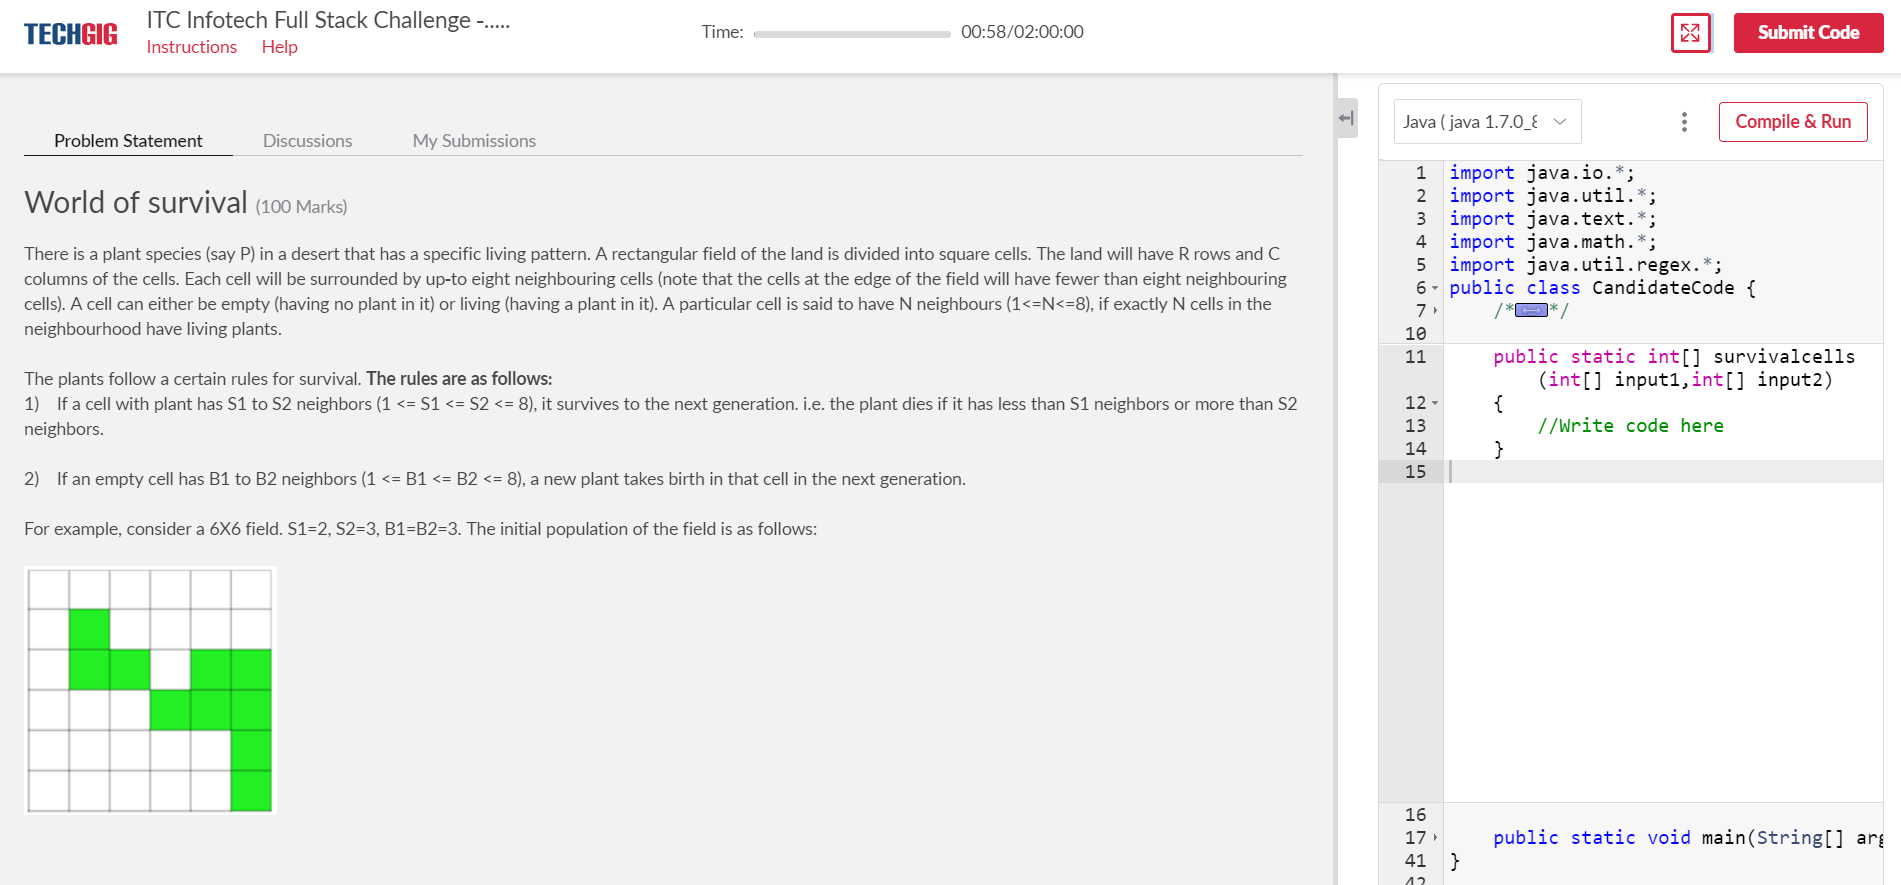 TECHGIG
ITC Infotech Full Stack Challenge -.....
Instructions Help
Time: 00:58/02:00:00
Submit Code
Problem Statement Discussions My Submissions
World of survival (100 Marks)
There is a plant species (say P) in a desert that has a specific living pattern. A rectangular field of the land is divided into square cells. The land will have R rows and C
columns of the cells. Each cell will be surrounded by up-to eight neighbouring cells (note that the cells at the edge of the field will have fewer than eight neighbouring
cells). A cell can either be empty (having no plant in it) or living (having a plant in it). A particular cell is said to have N neighbours (1<=N<=8), if exactly N cells in the
neighbourhood have living plants.
The plants follow a certain rules for survival. The rules are as follows:
1) If a cell with plant has S1 to S2 neighbors (1 <= S1 <= S2 <= 8), it survives to the next generation. i.e. the plant dies if it has less than S1 neighbors or more than S2
neighbors.
2) If an empty cell has B1 to B2 neighbors (1 <= B1 <= B2 <= 8), a new plant takes birth in that cell in the next generation.
For example, consider a 6X6 field. S1=2, S2=3, B1=B2=3. The initial population of the field is as follows:
Java ( java 1.7.0_8
Compile & Run
1 import java.io.*;
2 import java.util.*;
3 import java.text.*;
4 import java.math.*;
5 import java.util.regex.*;
6 public class CandidateCode {
7 /* */
10
11 public static int[] survivalcells
(int[] input1,int[] input2)
12 {
13 //Write code here
14 }
15
16
17 public static void main(String[] arg
41 }
42